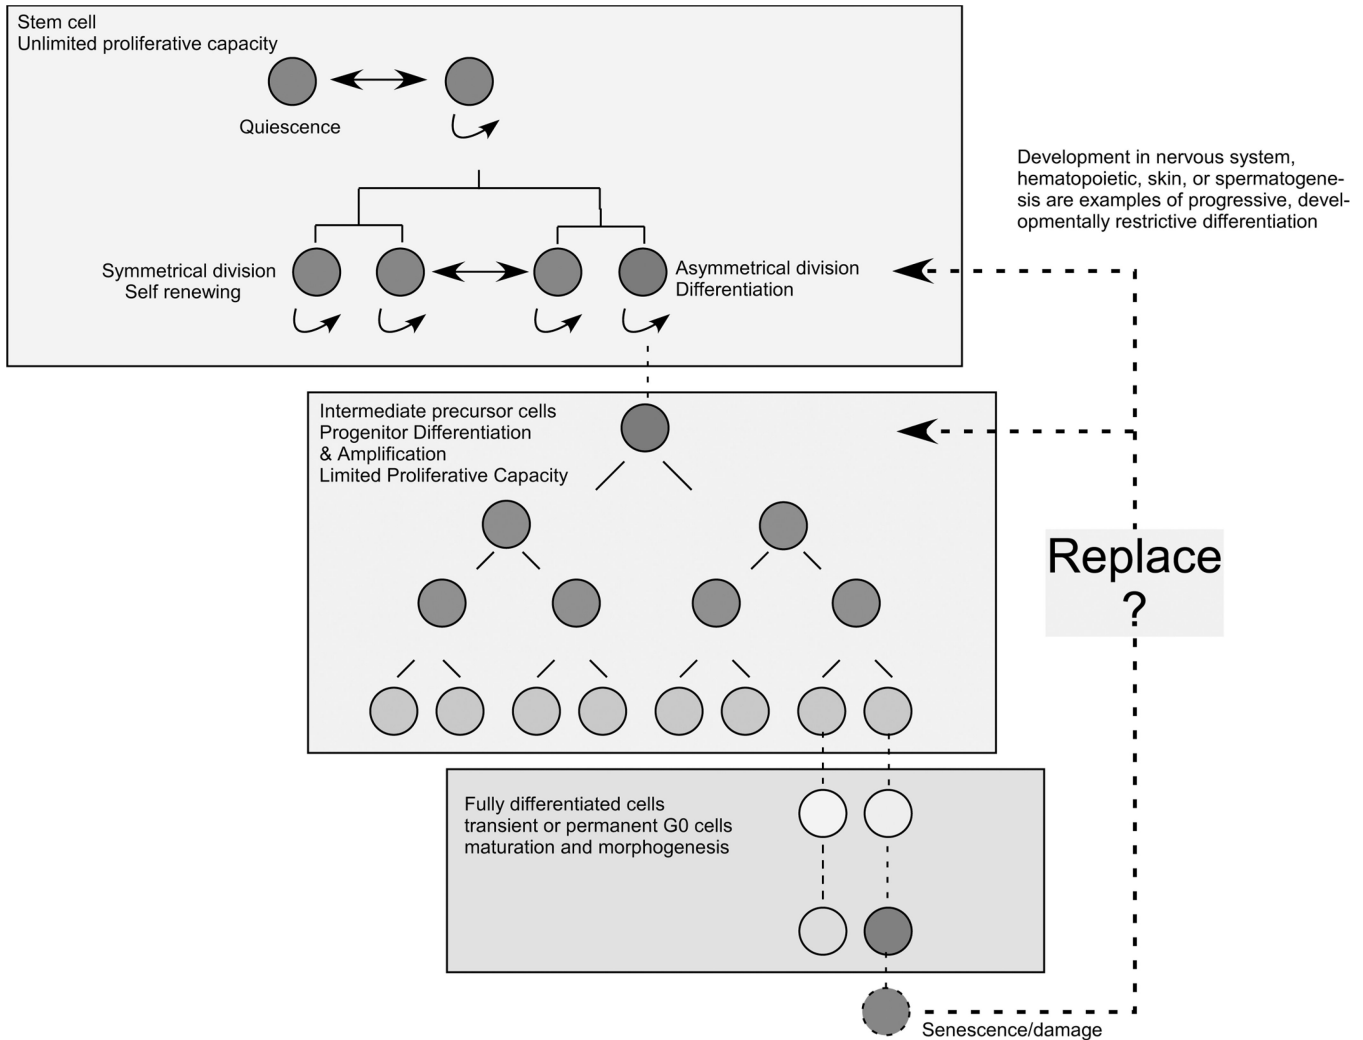 Stem cell
Unlimited proliferative capacity
Quiescence
Development in nervous system,
hematopoietic, skin, or spermatogene-
sis are examples of progressive, devel-
opmentally restrictive differentiation
Symmetrical division
Self renewing
Asymmetrical division
Differentiation
Intermediate precursor cells
Progenitor Differentiation
& Amplification
Limited Proliferative Capacity
Replace
?
Fully differentiated cells
transient or permanent G0 cells
maturation and morphogenesis
Senescence/damage